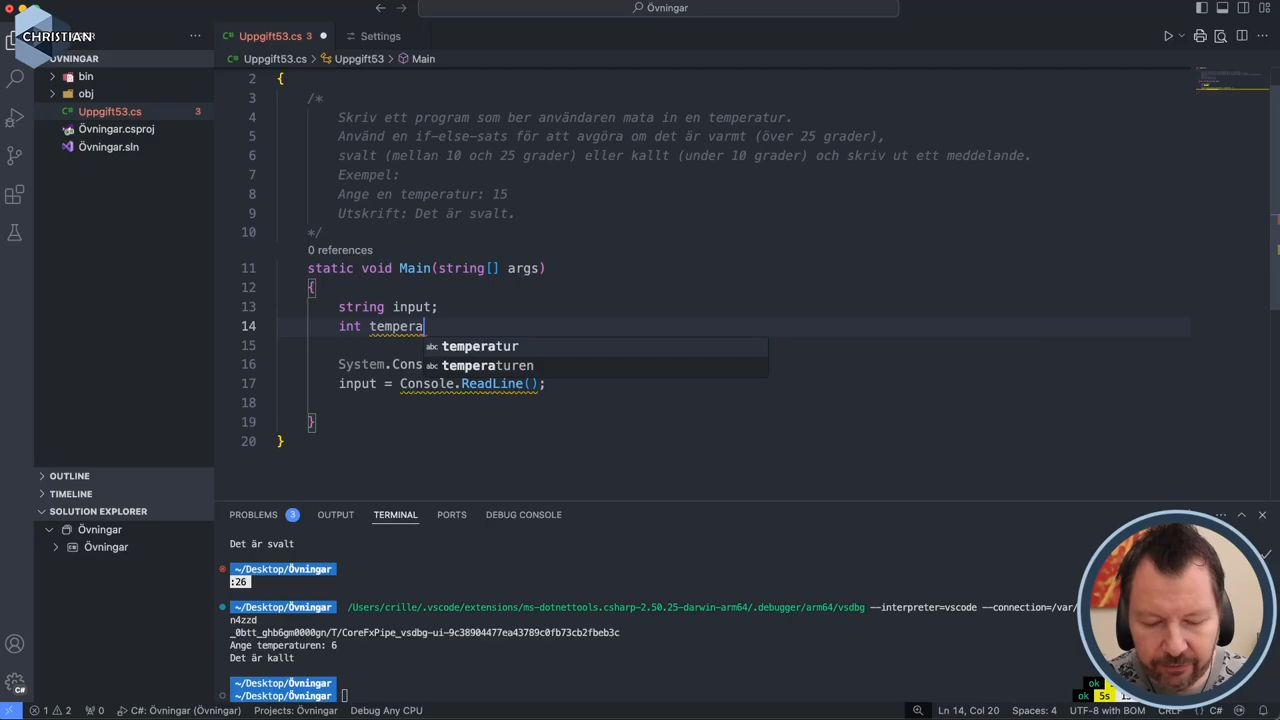 Övningar
CHRISTIAN
Uppgift53.cs 3
Settings
ÖVNINGAR
Uppgift53.cs > Uppgift53 > Main
bin
obj
Uppgift53.cs 3
Övningar.csproj
Övningar.sln
2 {
3 /*
4 Skriv ett program som ber användaren mata in en temperatur.
5 Använd en if-else-sats för att avgöra om det är varmt (över 25 grader),
6 svalt (mellan 10 och 25 grader) eller kallt (under 10 grader) och skriv ut ett meddelande.
7 Exempel:
8 Ange en temperatur: 15
9 Utskrift: Det är svalt.
10 */
0 references
11 static void Main(string[] args)
12 {
13 string input;
14 int tempera
temperatur
15
temperaturen
16 System.Cons
17 input = Console.ReadLine();
18
19 }
20 }
OUTLINE
TIMELINE
SOLUTION EXPLORER
Övningar
Övningar
PROBLEMS 3 OUTPUT TERMINAL PORTS DEBUG CONSOLE
Det är svalt
~/Desktop/Övningar
:26
~/Desktop/Övningar /Users/crille/.vscode/extensions/ms-dotnettools.csharp-2.50.25-darwin-arm64/.debugger/arm64/vsdbg --interpreter=vscode --connection=/var/
n4zzd
_0btt_ghb6gm0000gn/T/CoreFxPipe_vsdbg-ui-9c38904477ea43789c0fb73cb2fbeb3c
Ange temperaturen: 6
Det är kallt
~/Desktop/Övningar ok
~/Desktop/Övningar ok 5s
1 2 0 C#: Övningar (Övningar) Projects: Övningar Debug Any CPU Ln 14, Col 20 Spaces: 4 UTF-8 with BOM CRLF C#